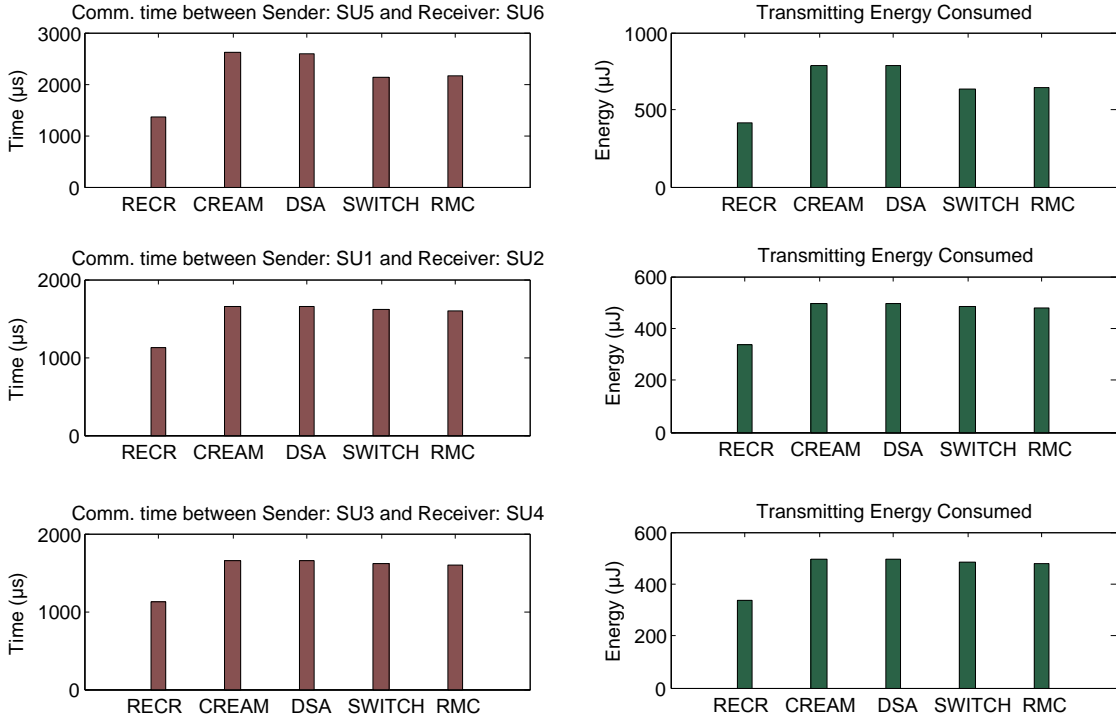 Comm. time between Sender: SU5 and Receiver: SU6
3000
2000
1000
0
Time (µs)
RECR CREAM DSA SWITCH RMC
Transmitting Energy Consumed
1000
500
0
Energy (µJ)
RECR CREAM DSA SWITCH RMC
Comm. time between Sender: SU1 and Receiver: SU2
2000
1000
0
Time (µs)
RECR CREAM DSA SWITCH RMC
Transmitting Energy Consumed
600
400
200
0
Energy (µJ)
RECR CREAM DSA SWITCH RMC
Comm. time between Sender: SU3 and Receiver: SU4
2000
1000
0
Time (µs)
RECR CREAM DSA SWITCH RMC
Transmitting Energy Consumed
600
400
200
0
Energy (µJ)
RECR CREAM DSA SWITCH RMC